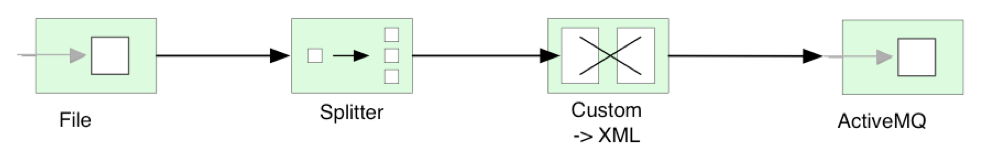 File
Splitter
Custom
-> XML
ActiveMQ